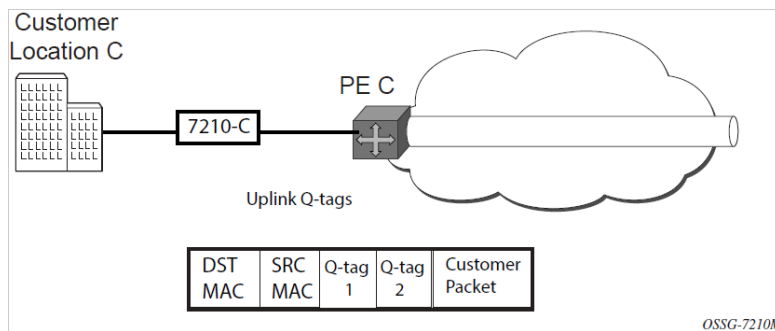 Customer
Location C
7210-C
PE C
Uplink Q-tags
DST
MAC
SRC
MAC
Q-tag
1
Q-tag
2
Customer
Packet